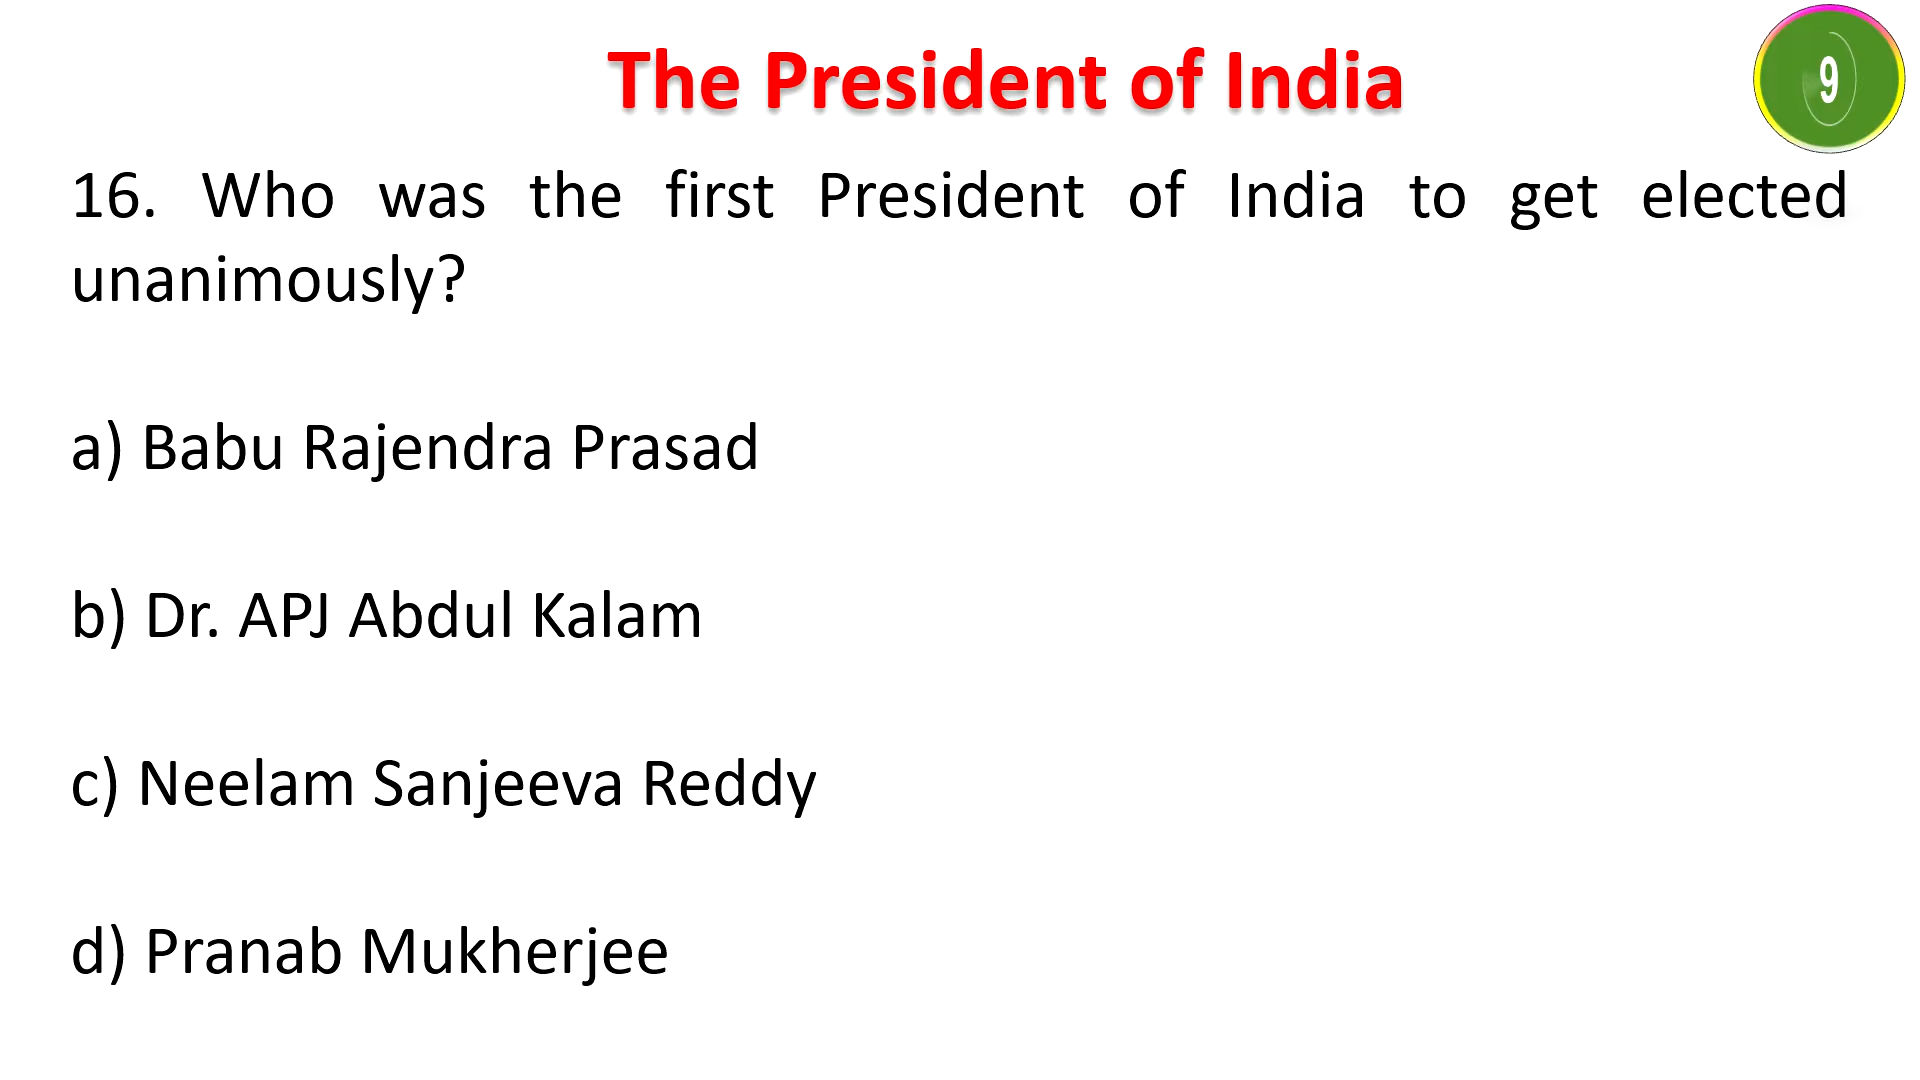 The President of India
9
16. Who was the first President of India to get elected
unanimously?
a) Babu Rajendra Prasad
b) Dr. APJ Abdul Kalam
c) Neelam Sanjeeva Reddy
d) Pranab Mukherjee